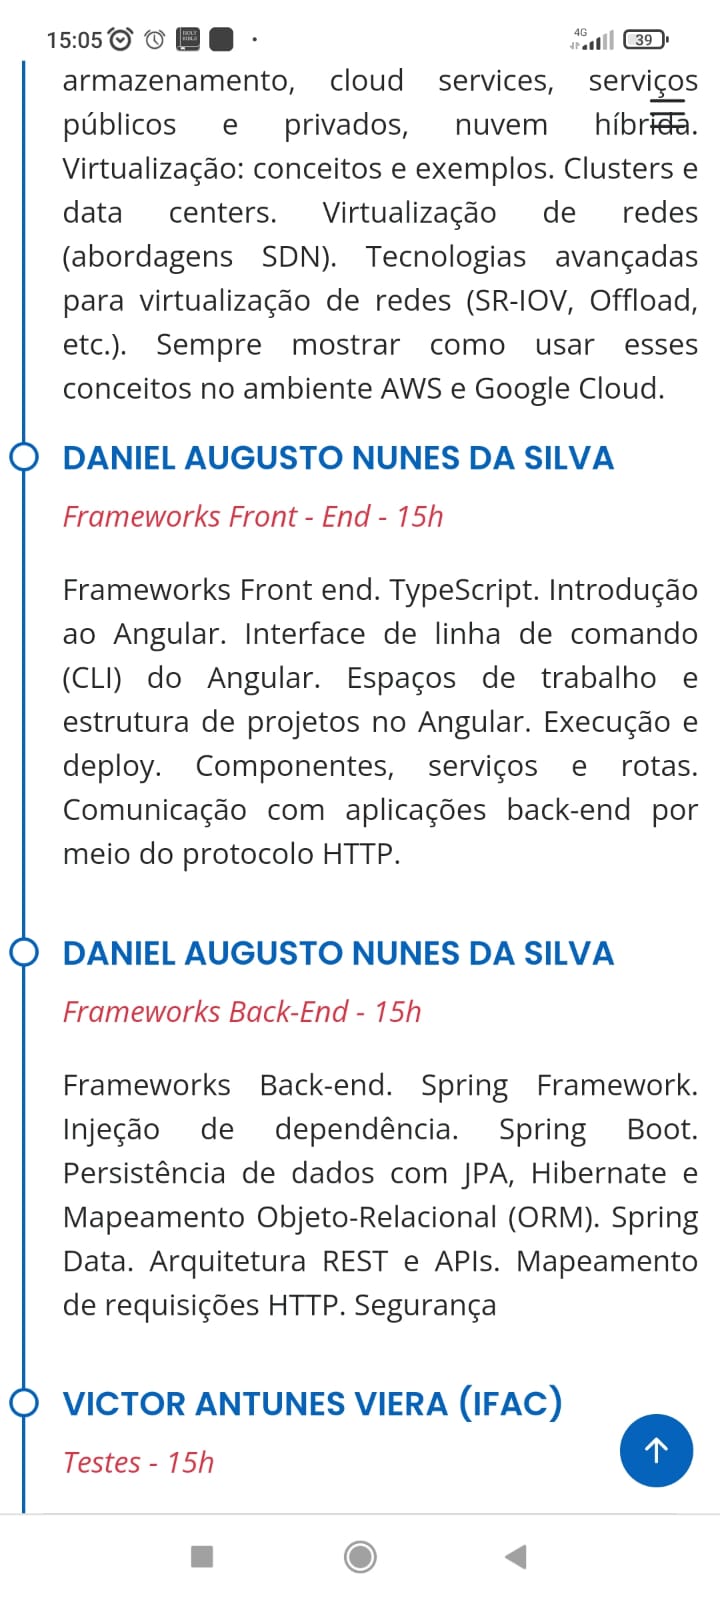 15:05
HOLY BIBLE
4G
39
armazenamento, cloud services, serviços
públicos e privados, nuvem híbrida.
Virtualização: conceitos e exemplos. Clusters e
data centers. Virtualização de redes
(abordagens SDN). Tecnologias avançadas
para virtualização de redes (SR-IOV, Offload,
etc.). Sempre mostrar como usar esses
conceitos no ambiente AWS e Google Cloud.
DANIEL AUGUSTO NUNES DA SILVA
Frameworks Front - End - 15h
Frameworks Front end. TypeScript. Introdução
ao Angular. Interface de linha de comando
(CLI) do Angular. Espaços de trabalho e
estrutura de projetos no Angular. Execução e
deploy. Componentes, serviços e rotas.
Comunicação com aplicações back-end por
meio do protocolo HTTP.
DANIEL AUGUSTO NUNES DA SILVA
Frameworks Back-End - 15h
Frameworks Back-end. Spring Framework.
Injeção de dependência. Spring Boot.
Persistência de dados com JPA, Hibernate e
Mapeamento Objeto-Relacional (ORM). Spring
Data. Arquitetura REST e APIs. Mapeamento
de requisições HTTP. Segurança
VICTOR ANTUNES VIERA (IFAC)
Testes - 15h